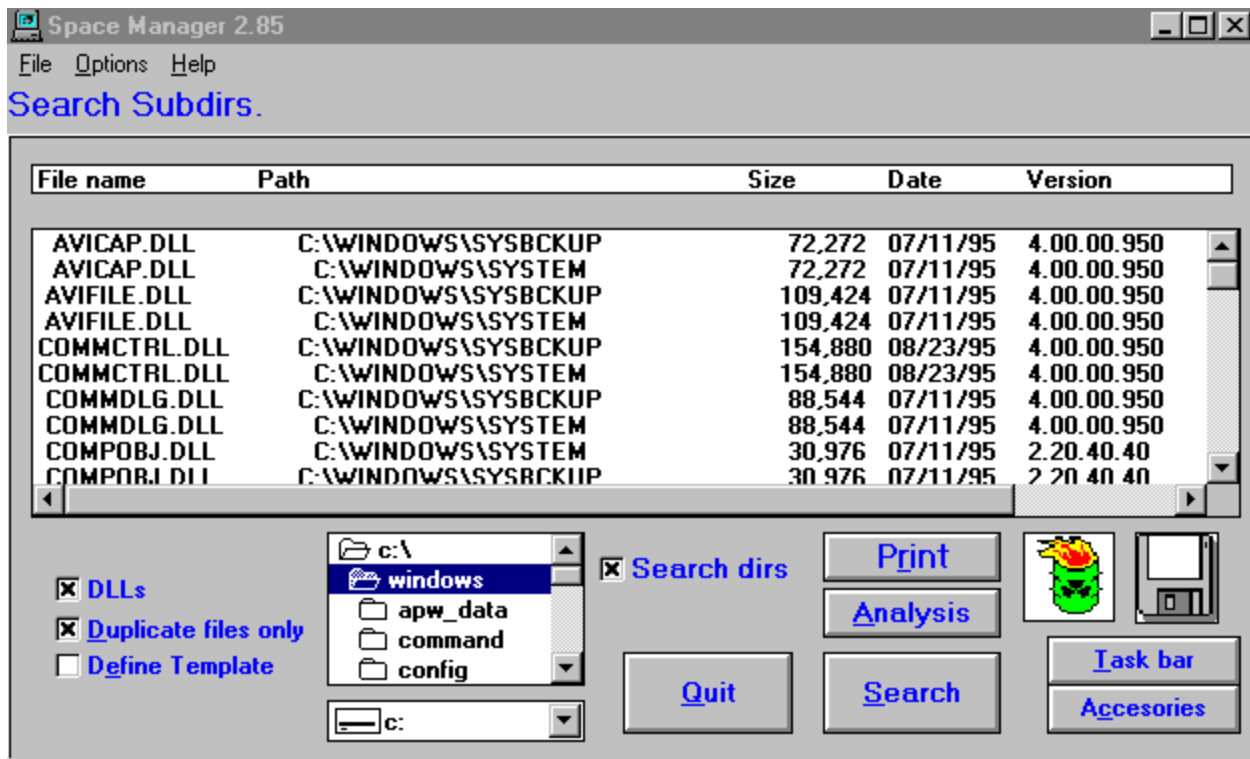 Space Manager 2.85
File Options Help
Search Subdirs.
File name Path Size Date Version
AVICAP.DLL C:\WINDOWS\SYSBCKUP 72,272 07/11/95 4.00.00.950
AVICAP.DLL C:\WINDOWS\SYSTEM 72,272 07/11/95 4.00.00.950
AVIFILE.DLL C:\WINDOWS\SYSBCKUP 109,424 07/11/95 4.00.00.950
AVIFILE.DLL C:\WINDOWS\SYSTEM 109,424 07/11/95 4.00.00.950
COMMCTRL.DLL C:\WINDOWS\SYSBCKUP 154,880 08/23/95 4.00.00.950
COMMCTRL.DLL C:\WINDOWS\SYSTEM 154,880 08/23/95 4.00.00.950
COMMDLG.DLL C:\WINDOWS\SYSBCKUP 88,544 07/11/95 4.00.00.950
COMMDLG.DLL C:\WINDOWS\SYSTEM 88,544 07/11/95 4.00.00.950
COMPOBJ.DLL C:\WINDOWS\SYSTEM 30,976 07/11/95 2.20.40.40
COMPOBJ.DLL C:\WINDOWS\SYSBCKUP 30,976 07/11/95 2.20.40.40
DLLs
Duplicate files only
Define Template
c:\
windows
apw_data
command
config
c:
Search dirs
Print
Analysis
Quit
Search
Task bar
Accesories